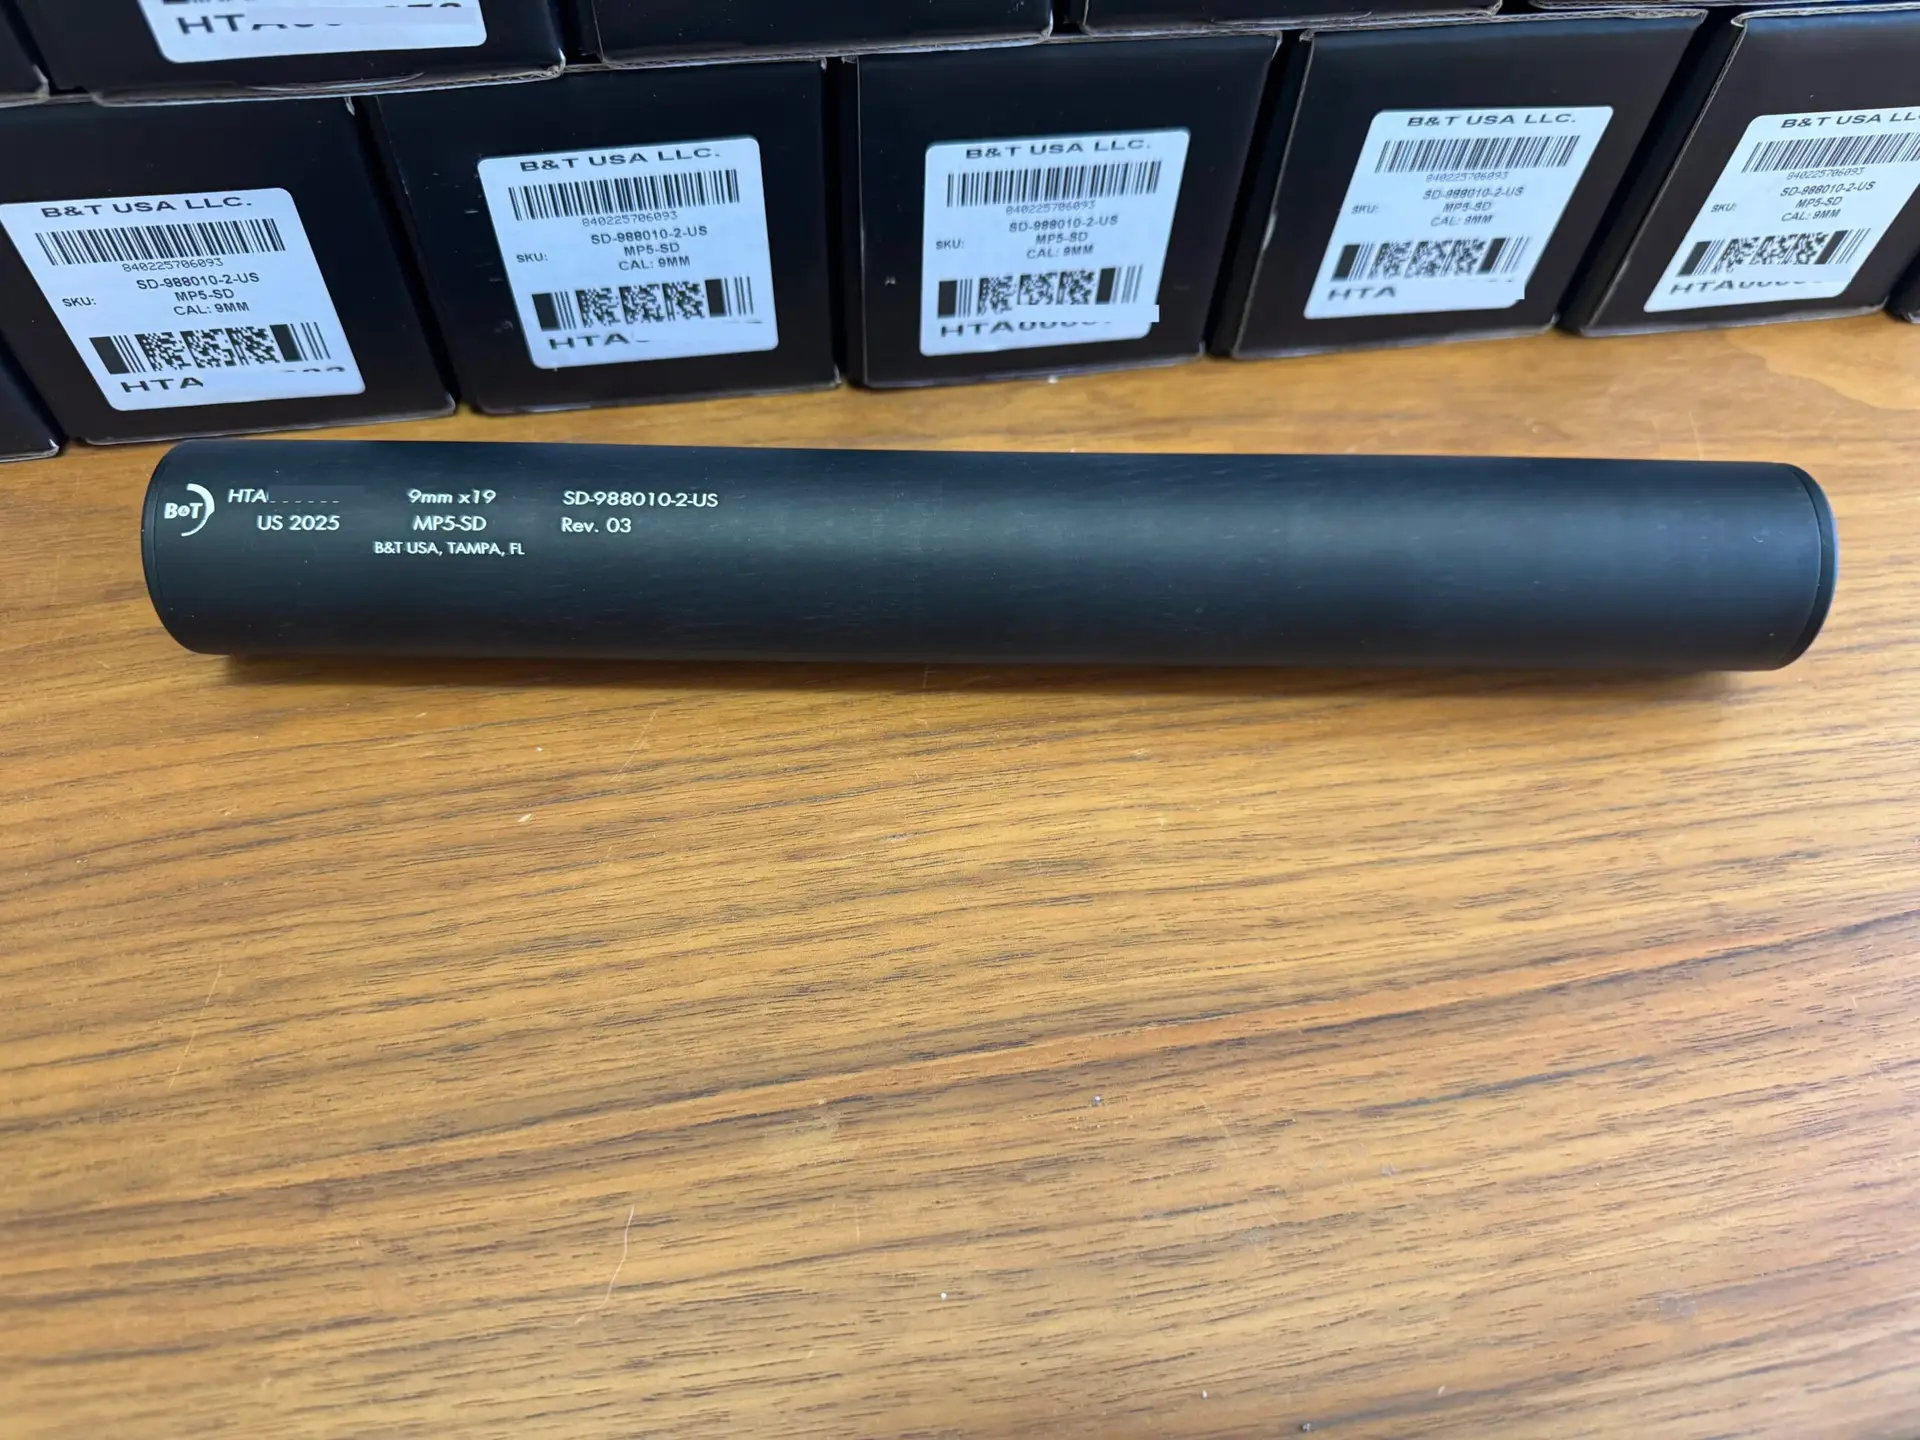 B&T USA LLC.
840225706093
SKU: SD-988010-2-US
MP5-SD
CAL: 9MM
HTA
B&T USA LLC.
840225706093
SKU: SD-988010-2-US
MP5-SD
CAL: 9MM
HTA
B&T USA LLC.
840225706093
SKU: SD-988010-2-US
MP5-SD
CAL: 9MM
B&T USA LLC.
840225706093
SKU: SD-988010-2-US
MP5-SD
CAL: 9MM
HTA
B&T USA
840225706093
SKU: SD-988010-2-US
MP5-SD
CAL: 9MM
B&T
HTA 9mm x19 SD-988010-2-US
US 2025 MP5-SD Rev. 03
B&T USA, TAMPA, FL